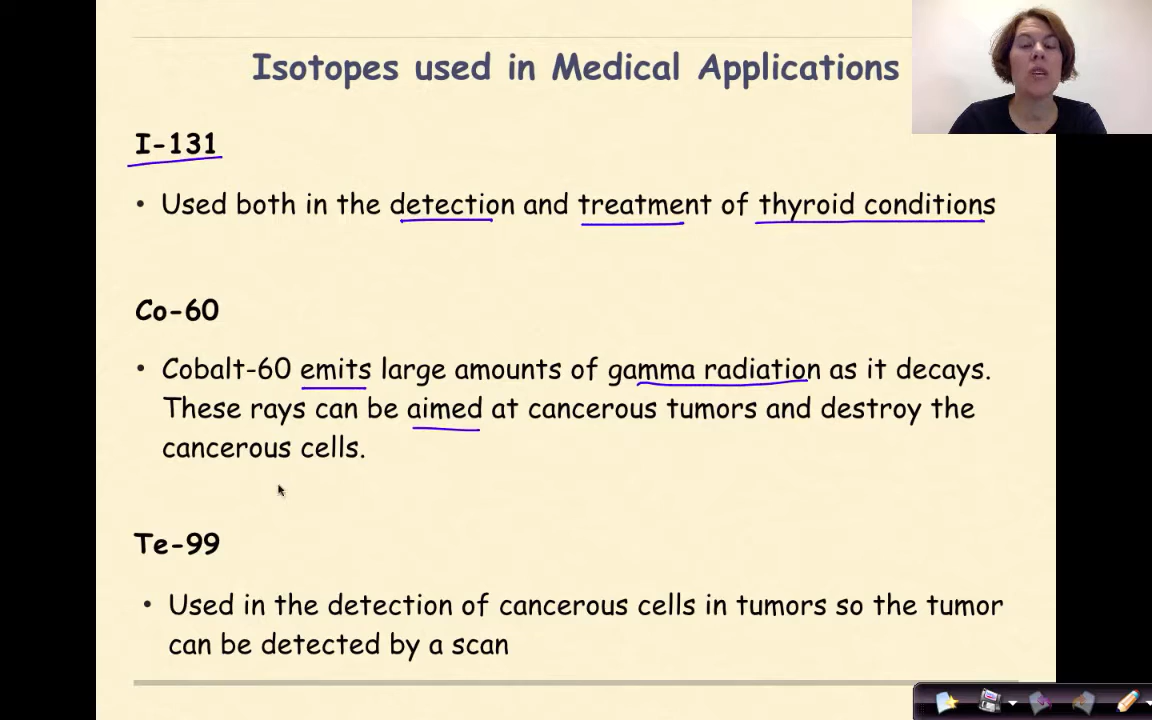 Isotopes used in Medical Applications
I-131
• Used both in the detection and treatment of thyroid conditions
Co-60
• Cobalt-60 emits large amounts of gamma radiation as it decays.
These rays can be aimed at cancerous tumors and destroy the
cancerous cells.
Te-99
• Used in the detection of cancerous cells in tumors so the tumor
can be detected by a scan